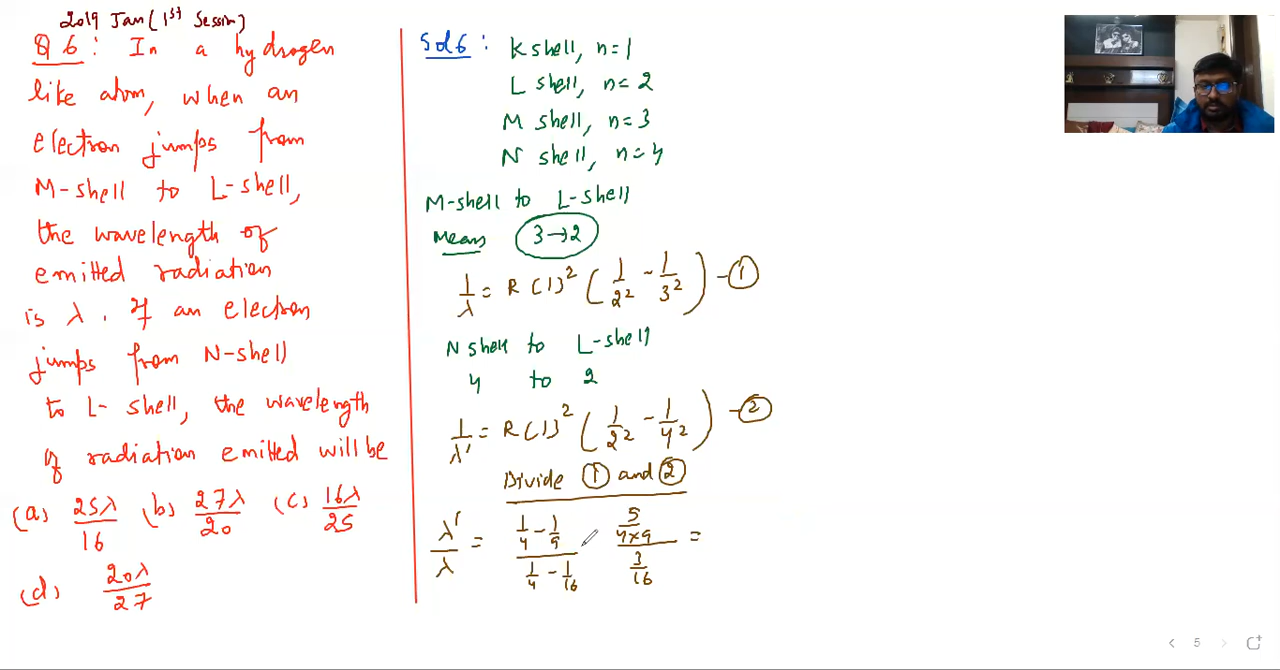 2019 Jan (1st Session)
Q6: In a hydrogen
like atom, when an
electron jumps from
M-shell to L-shell,
the wavelength of
emitted radiation
is λ. If an electron
jumps from N-shell
to L-shell, the wavelength
of radiation emitted will be
(a) 25λ/16 (b) 27λ/20 (c) 16λ/25
(d) 20λ/27
Sol 6: K shell, n=1
L shell, n=2
M shell, n=3
N shell, n=4
M-shell to L-shell
Means 3→2
1/λ = R(1)² (1/2² - 1/3²) -①
N shell to L-shell
4 to 2
1/λ' = R(1)² (1/2² - 1/4²) -②
Divide ① and ②
λ'/λ = (1/4 - 1/9)/(1/4 - 1/16) (5/(4×9))/(3/16) =
5